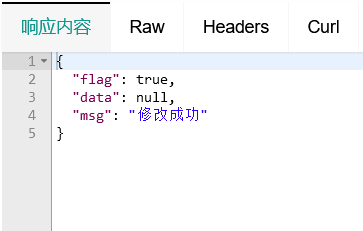 响应内容 Raw Headers Curl
1 {
2 "flag": true,
3 "data": null,
4 "msg": "修改成功"
5 }